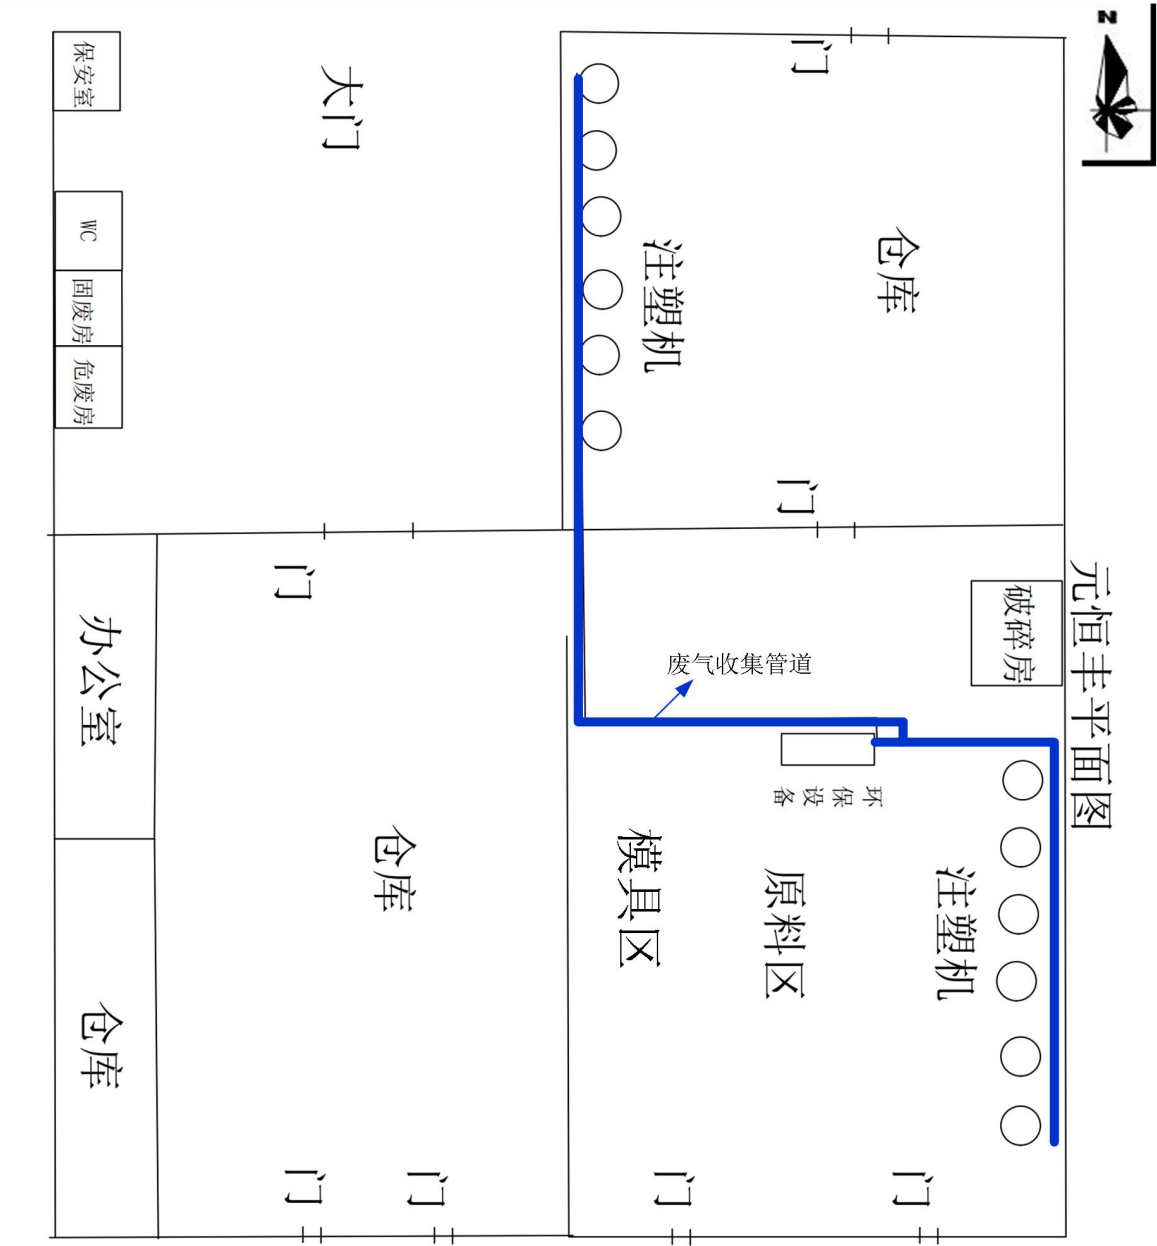 N
保安室
大门
门
WC
固废房
危废房
注塑机
仓库
门
门
办公室
废气收集管道
破碎房
元恒丰平面图
环保设备
仓库
模具区
原料区
注塑机
仓库
门
门
门
门